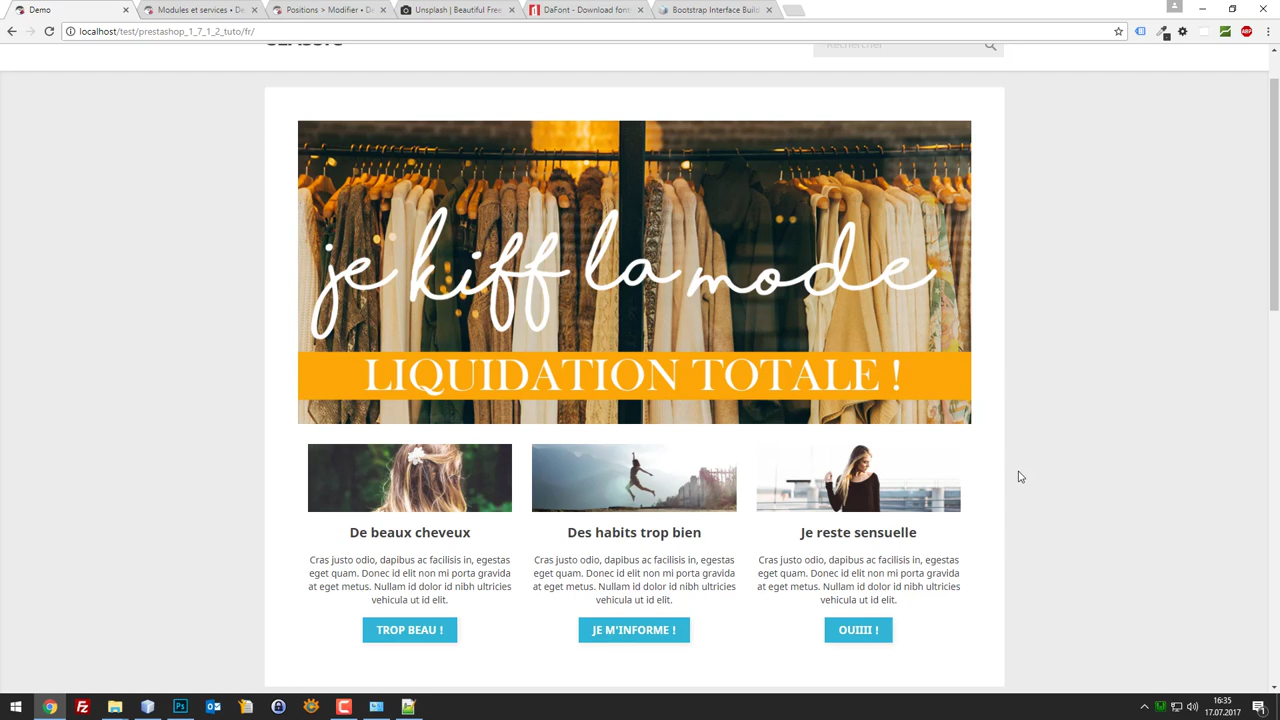 Demo
Modules et services • De
Positions > Modifier • De
Unsplash | Beautiful Free
DaFont - Download font
Bootstrap Interface Build
localhost/test/prestashop_1_7_1_2_tuto/fr/
CLASSIC
Rechercher
je kiff la mode
LIQUIDATION TOTALE !
De beaux cheveux
Des habits trop bien
Je reste sensuelle
Cras justo odio, dapibus ac facilisis in, egestas
eget quam. Donec id elit non mi porta gravida
at eget metus. Nullam id dolor id nibh ultricies
vehicula ut id elit.
Cras justo odio, dapibus ac facilisis in, egestas
eget quam. Donec id elit non mi porta gravida
at eget metus. Nullam id dolor id nibh ultricies
vehicula ut id elit.
Cras justo odio, dapibus ac facilisis in, egestas
eget quam. Donec id elit non mi porta gravida
at eget metus. Nullam id dolor id nibh ultricies
vehicula ut id elit.
TROP BEAU !
JE M'INFORME !
OUIIII !
16:35
17.07.2017